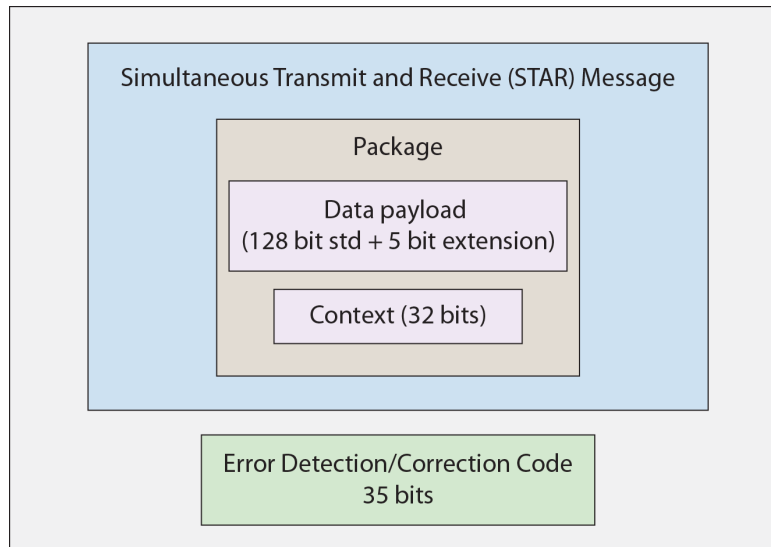 Simultaneous Transmit and Receive (STAR) Message
Package
Data payload
(128 bit std + 5 bit extension)
Context (32 bits)
Error Detection/Correction Code
35 bits